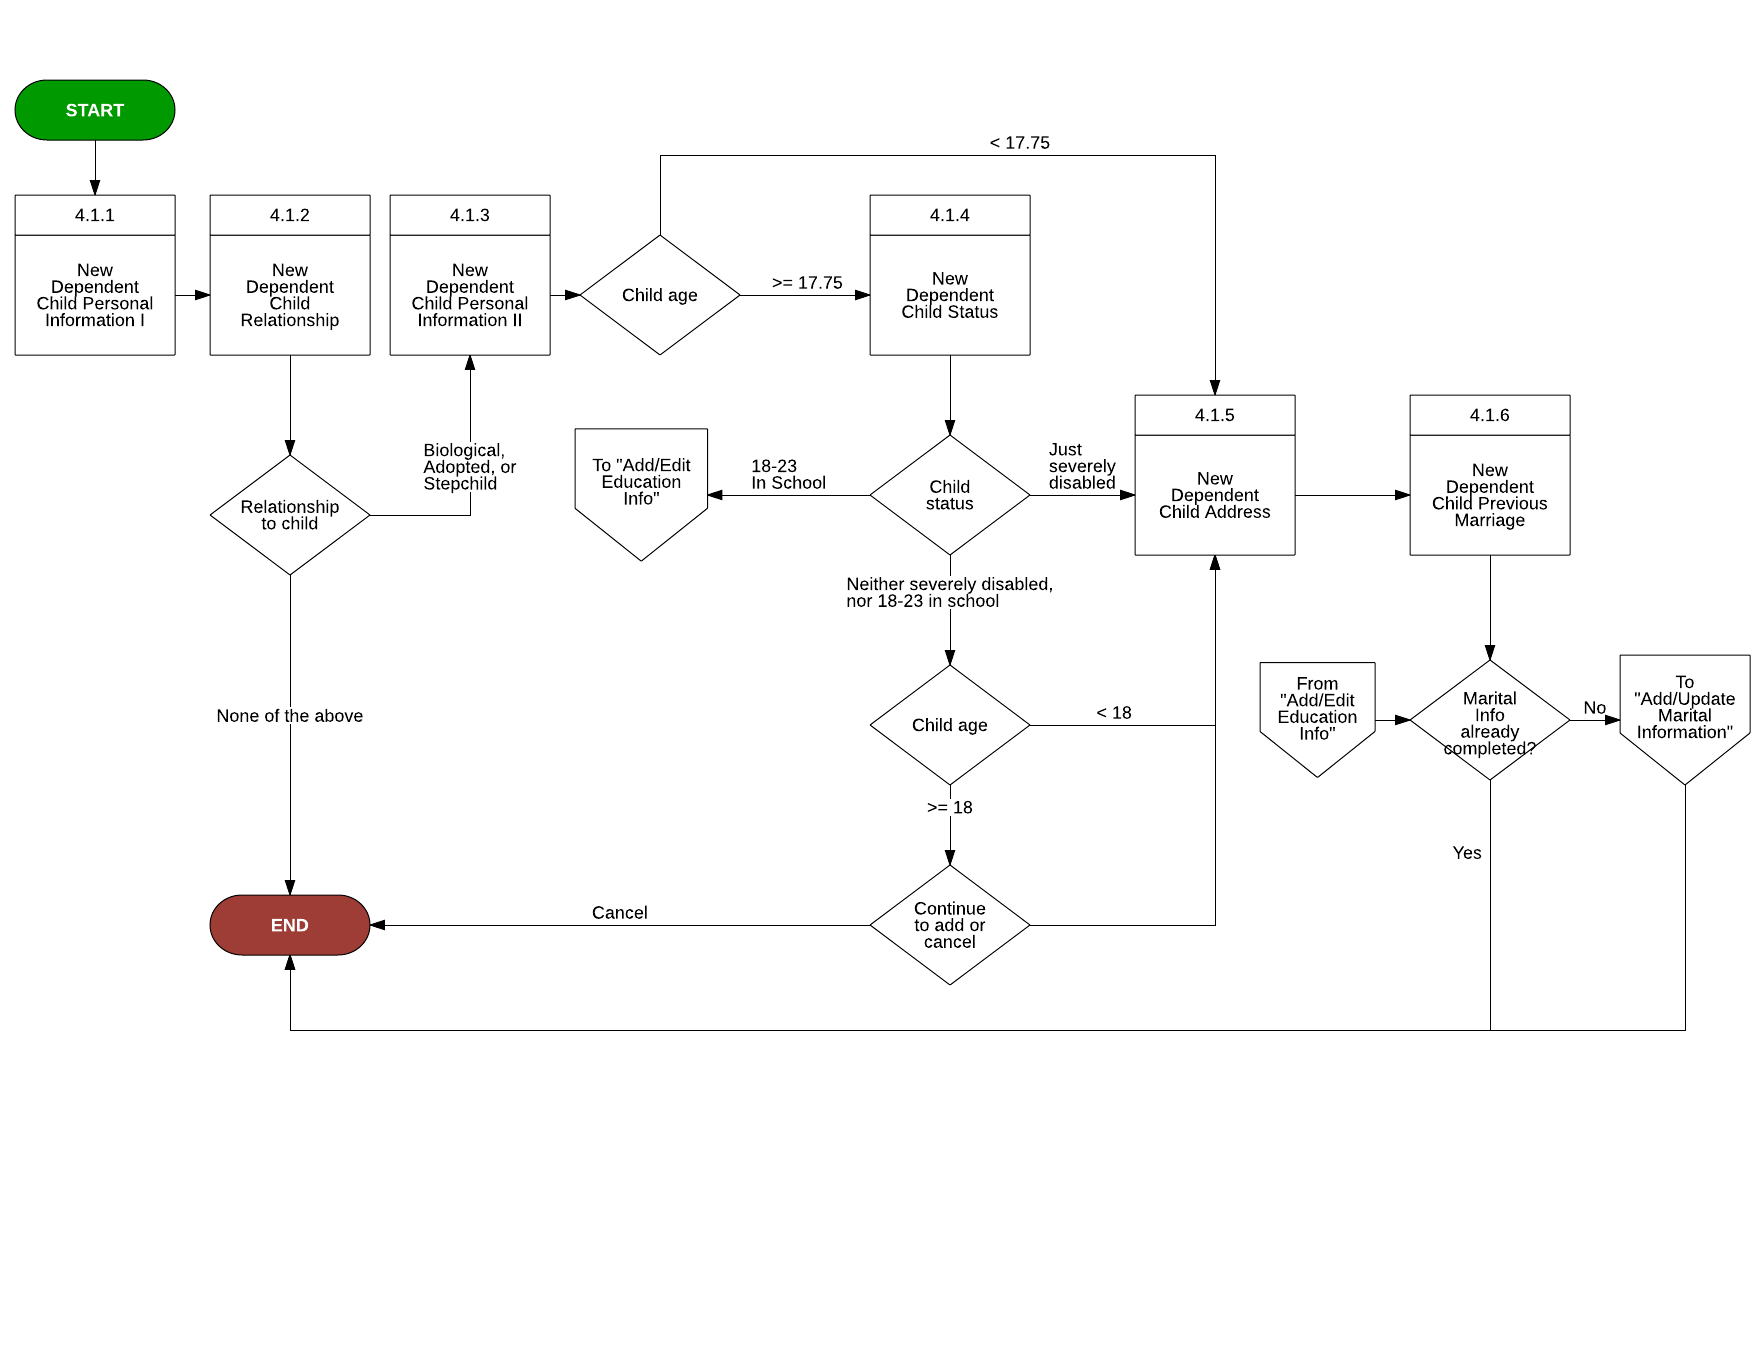 START
< 17.75
4.1.1
4.1.2
4.1.3
4.1.4
New
Dependent
Child Personal
Information I
New
Dependent
Child
Relationship
New
Dependent
Child Personal
Information II
Child age
>= 17.75
New
Dependent
Child Status
4.1.5
4.1.6
Biological,
Adopted, or
Stepchild
To "Add/Edit
Education
Info"
18-23
In School
Child
status
Just
severely
disabled
New
Dependent
Child Address
New
Dependent
Child Previous
Marriage
Relationship
to child
Neither severely disabled,
nor 18-23 in school
None of the above
Child age
< 18
From
"Add/Edit
Education
Info"
Marital
Info
already
completed?
No
To
"Add/Update
Marital
Information"
>= 18
Yes
END
Cancel
Continue
to add or
cancel